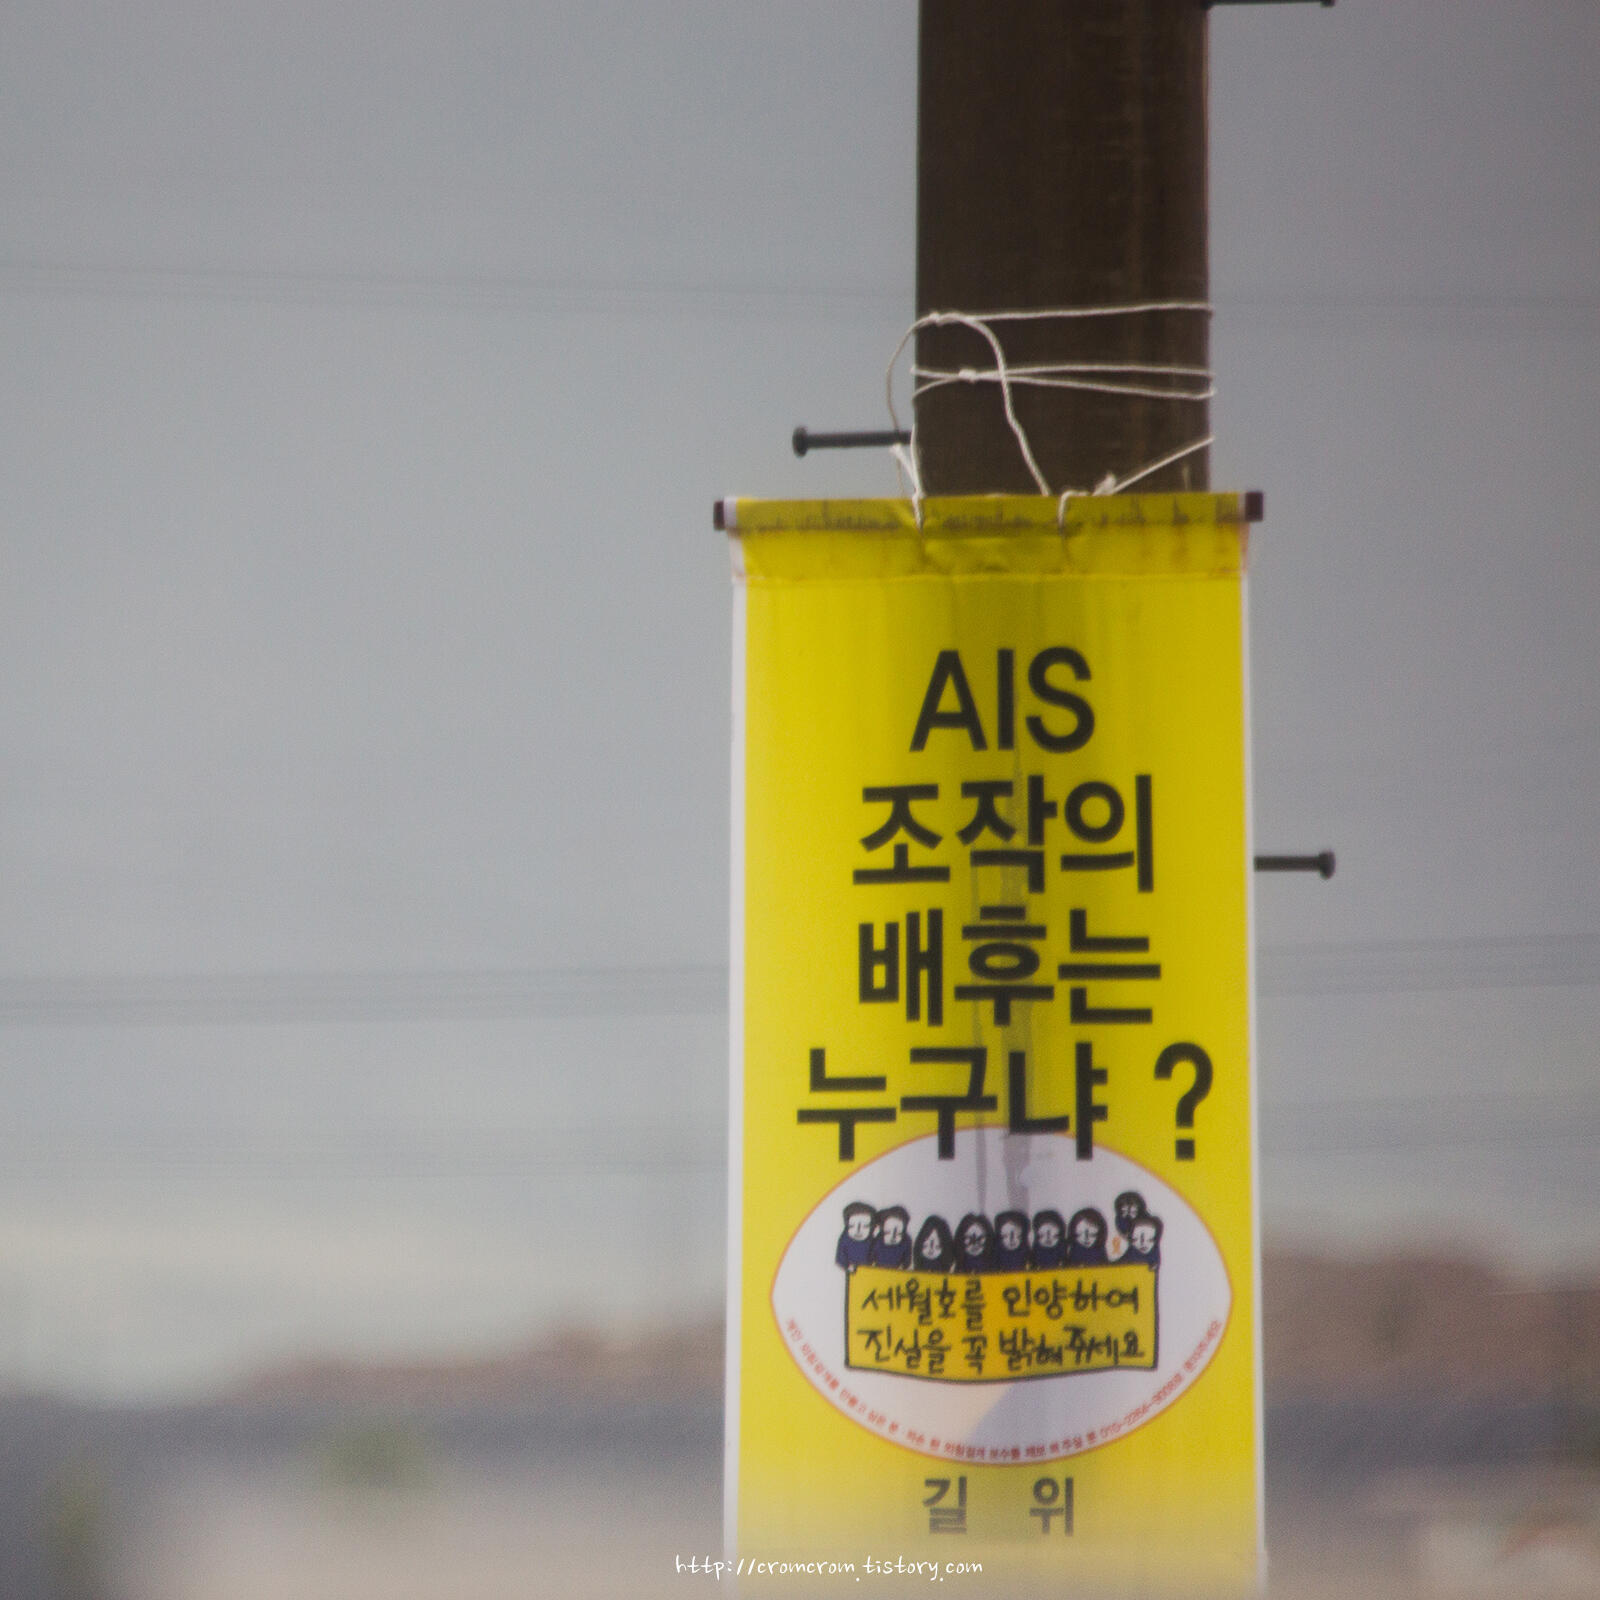 AIS
조작의
배후는
누구냐 ?
세월호를 인양하여
진실을 꼭 밝혀주세요
길 위
http://cromcrom.tistory.com